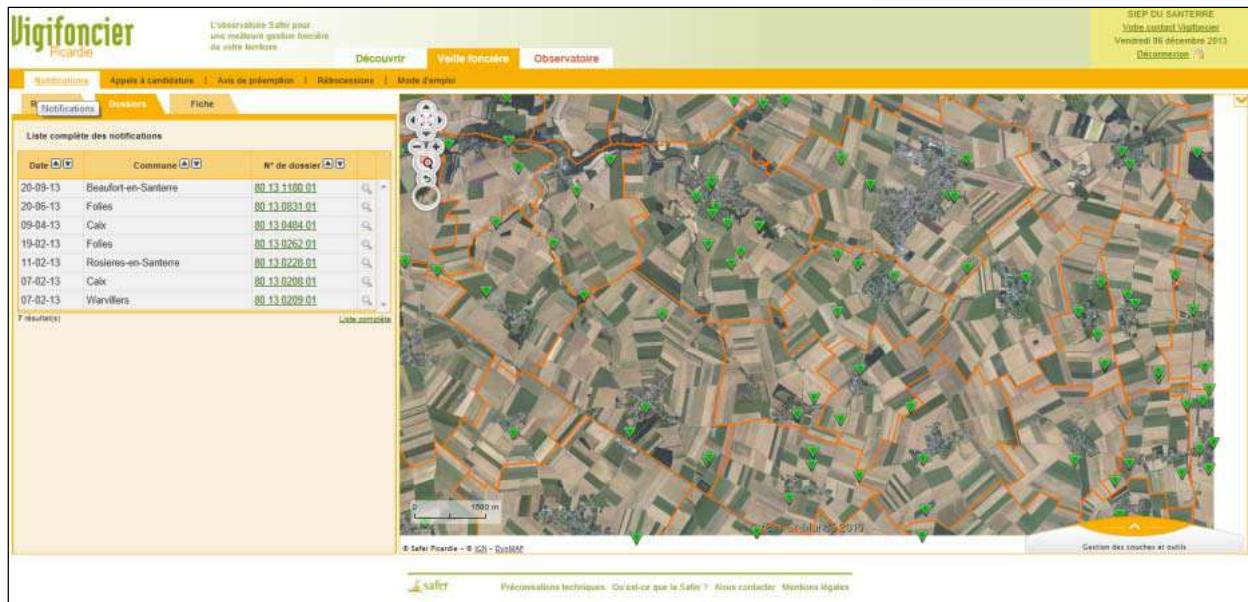 Vigifoncier
Picardie
L'observatoire Safer pour
une meilleure gestion foncière
de votre territoire
SIEP DU SANTERRE
Votre contact Vigifoncier
Vendredi 06 décembre 2013
Déconnexion
Découvrir Veille foncière Observatoire
Notifications Appels à candidature | Avis de préemption | Rétrocessions | Mode d'emploi
Notifications Dossiers Fiche
Liste complète des notifications
Date Commune N° de dossier
20-09-13 Beaufort-en-Santerre 80 13 1180 01
20-06-13 Folies 80 13 0831 01
09-04-13 Caix 80 13 0484 01
19-02-13 Folies 80 13 0262 01
11-02-13 Rosieres-en-Santerre 80 13 0228 01
07-02-13 Caix 80 13 0208 01
07-02-13 Warvillers 80 13 0209 01
7 résultat(s) Liste complète
0 1500 m
© Safer Picardie - © IGN - DynMAP
Gestion des couches et outils
safer Préconisations techniques Qu'est-ce que la Safer ? Nous contacter Mentions légales